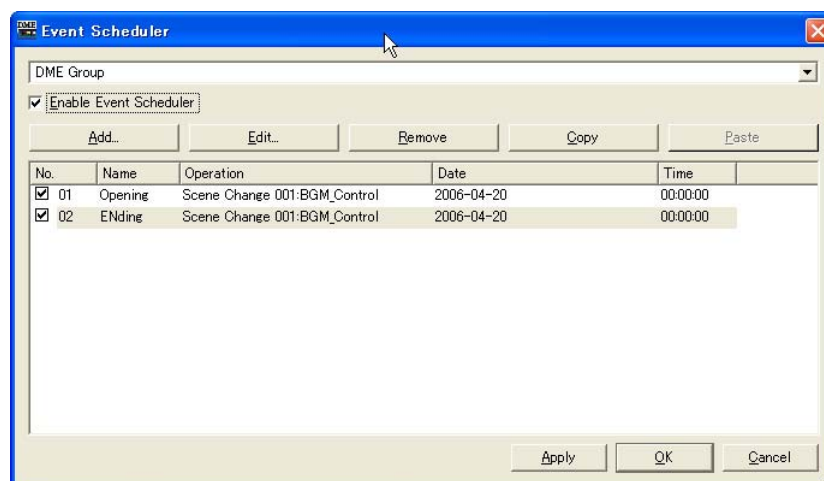 DME Event Scheduler
DME Group
Enable Event Scheduler
Add... Edit... Remove Copy Paste
No. Name Operation Date Time
01 Opening Scene Change 001:BGM_Control 2006-04-20 00:00:00
02 ENding Scene Change 001:BGM_Control 2006-04-20 00:00:00
Apply OK Cancel